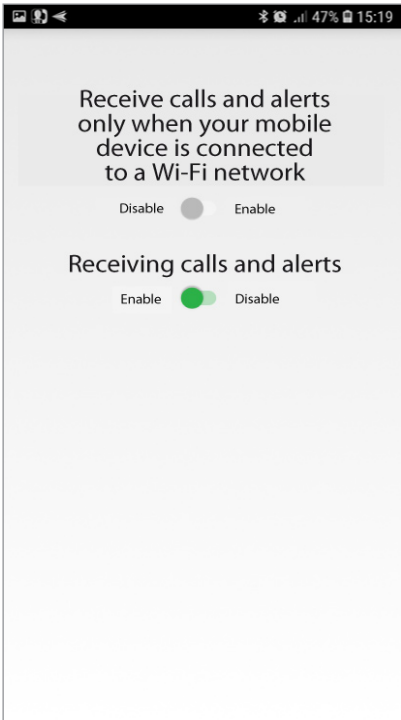 47% 15:19
Receive calls and alerts
only when your mobile
device is connected
to a Wi-Fi network
Disable Enable
Receiving calls and alerts
Enable Disable